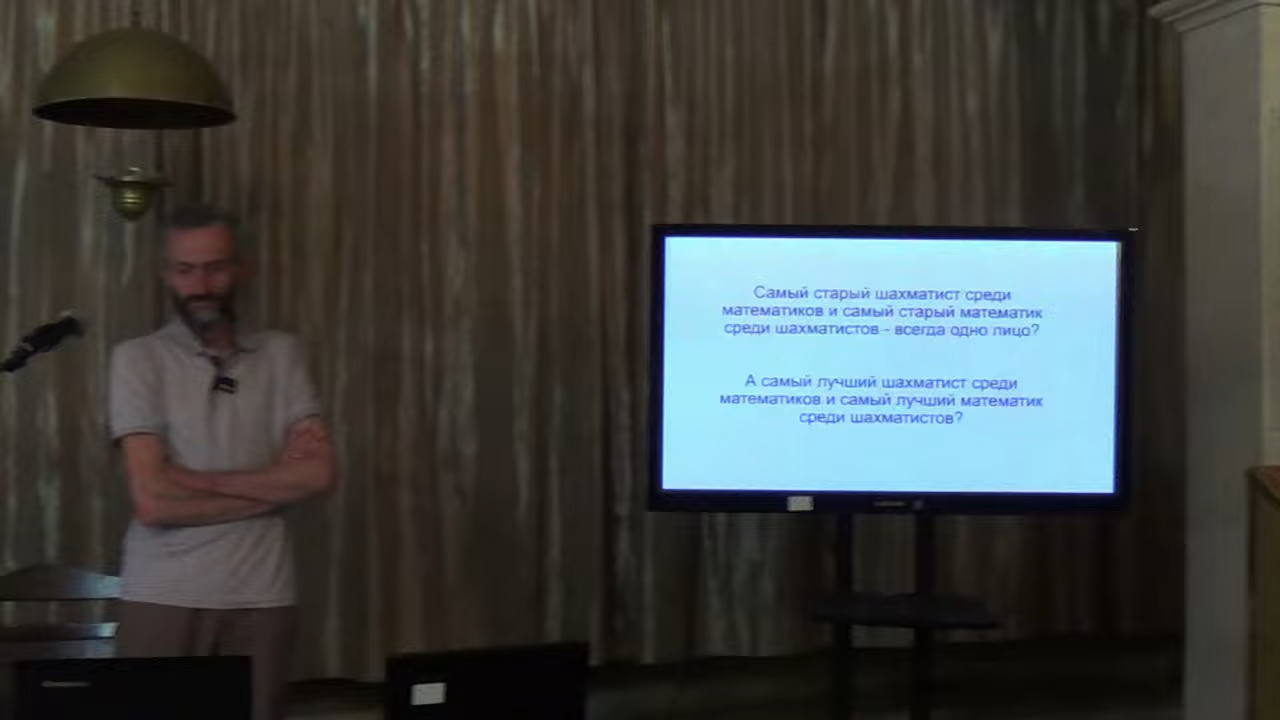 Самый старый шахматист среди
математиков и самый старый математик
среди шахматистов - всегда одно лицо?
А самый лучший шахматист среди
математиков и самый лучший математик
среди шахматистов?